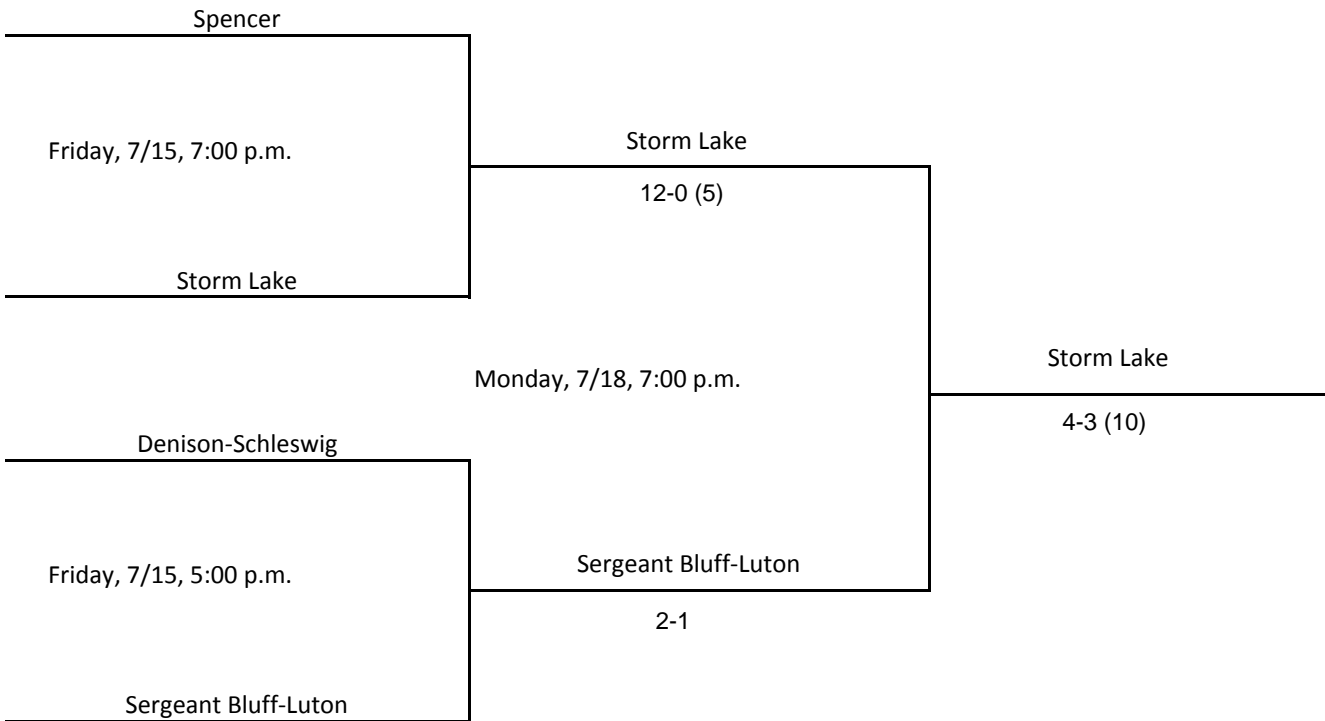 Spencer
Friday, 7/15, 7:00 p.m.
Storm Lake
12-0 (5)
Storm Lake
Monday, 7/18, 7:00 p.m.
Storm Lake
4-3 (10)
Denison-Schleswig
Friday, 7/15, 5:00 p.m.
Sergeant Bluff-Luton
2-1
Sergeant Bluff-Luton